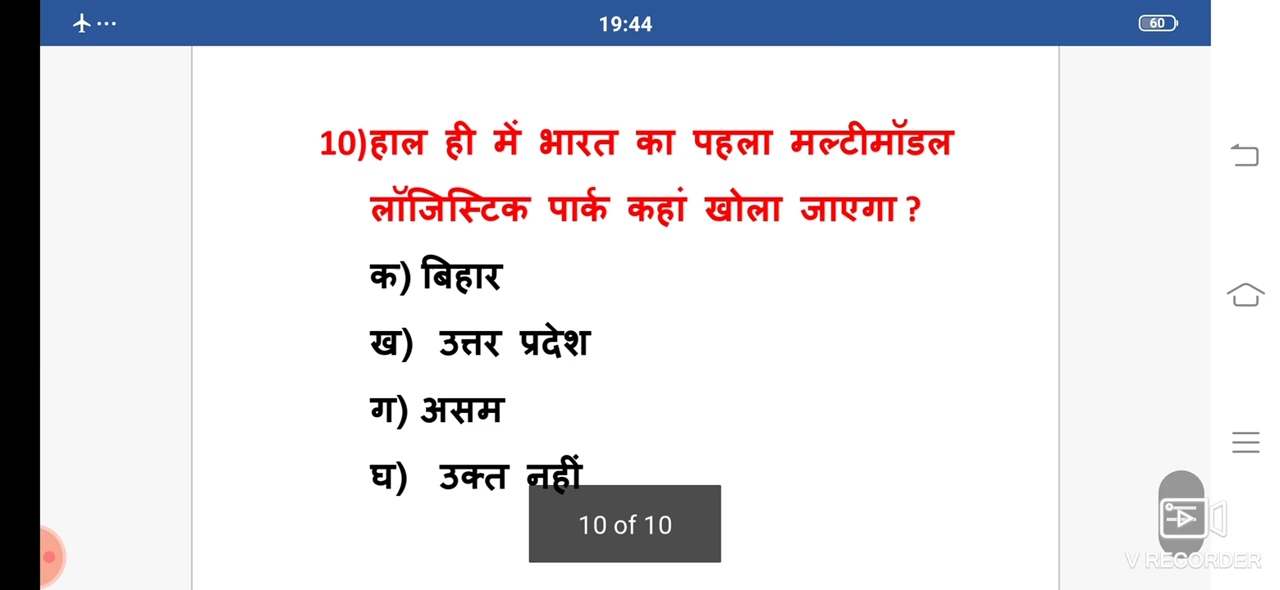 19:44
60
10)हाल ही में भारत का पहला मल्टीमॉडल
लॉजिस्टिक पार्क कहां खोला जाएगा ?
क) बिहार
ख) उत्तर प्रदेश
ग) असम
घ) उक्त नहीं
10 of 10
V RECORDER